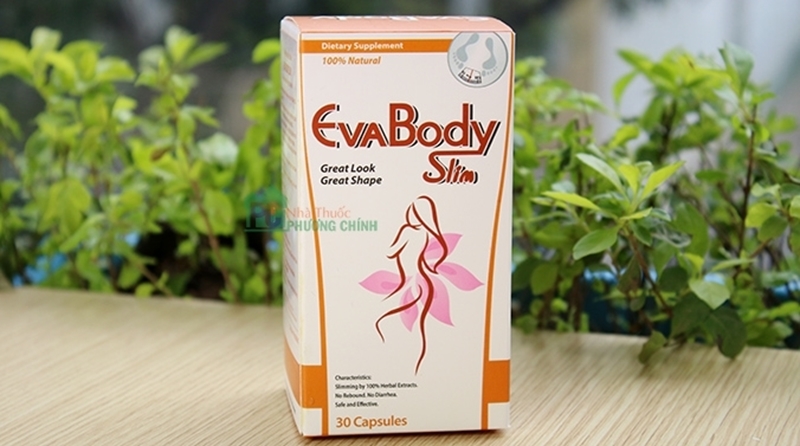 Dietary Supplement
100% Natural
EVABODY
Slim
Great Look
Great Shape
Nhà Thuốc
PHƯƠNG CHÍNH
Characteristics:
Slimming by 100% Herbal Extracts.
No Rebound, No Diarrhea.
Safe and Effective.
30 Capsules